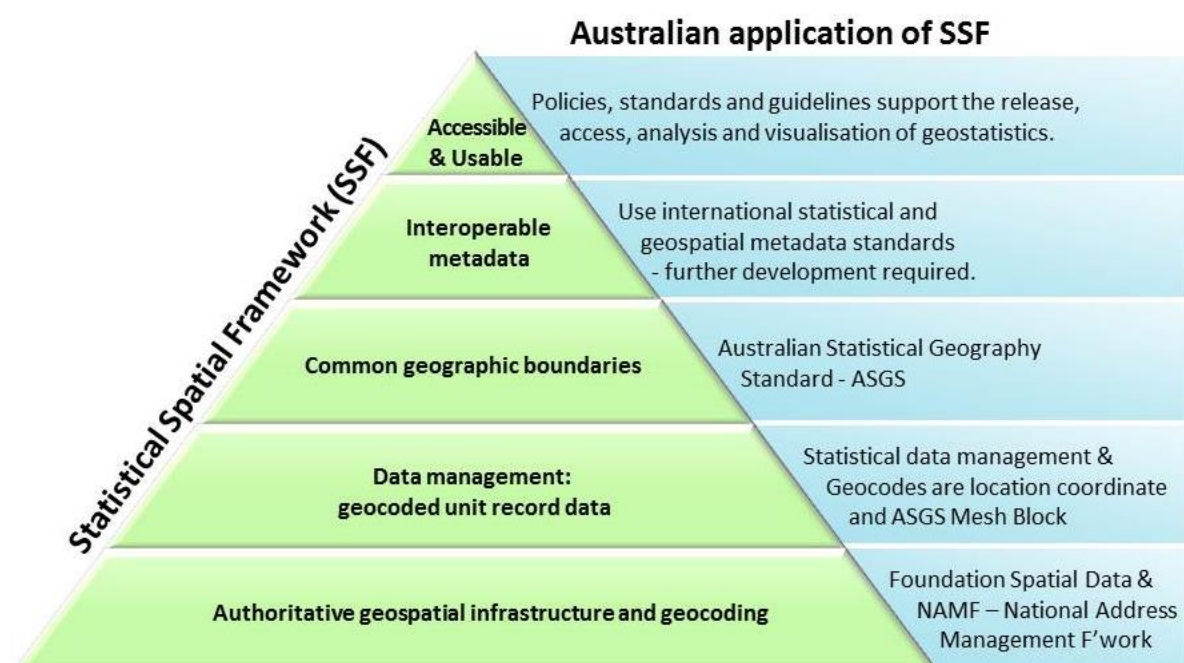 Australian application of SSF
Statistical Spatial Framework (SSF)
Accessible
& Usable
Policies, standards and guidelines support the release,
access, analysis and visualisation of geostatistics.
Interoperable
metadata
Use international statistical and
geospatial metadata standards
- further development required.
Common geographic boundaries
Australian Statistical Geography
Standard - ASGS
Data management:
geocoded unit record data
Statistical data management &
Geocodes are location coordinate
and ASGS Mesh Block
Authoritative geospatial infrastructure and geocoding
Foundation Spatial Data &
NAMF – National Address
Management F'work